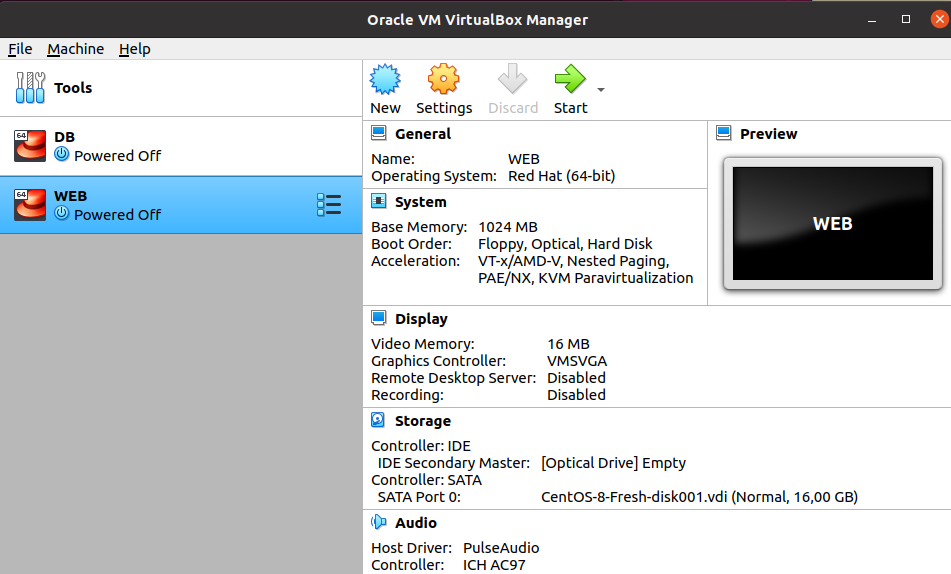 Oracle VM VirtualBox Manager
File Machine Help
Tools
New Settings Discard Start
64
DB
Powered Off
64
WEB
Powered Off
General
Name: WEB
Operating System: Red Hat (64-bit)
System
Base Memory: 1024 MB
Boot Order: Floppy, Optical, Hard Disk
Acceleration: VT-x/AMD-V, Nested Paging,
PAE/NX, KVM Paravirtualization
Preview
WEB
Display
Video Memory: 16 MB
Graphics Controller: VMSVGA
Remote Desktop Server: Disabled
Recording: Disabled
Storage
Controller: IDE
IDE Secondary Master: [Optical Drive] Empty
Controller: SATA
SATA Port 0: CentOS-8-Fresh-disk001.vdi (Normal, 16,00 GB)
Audio
Host Driver: PulseAudio
Controller: ICH AC97